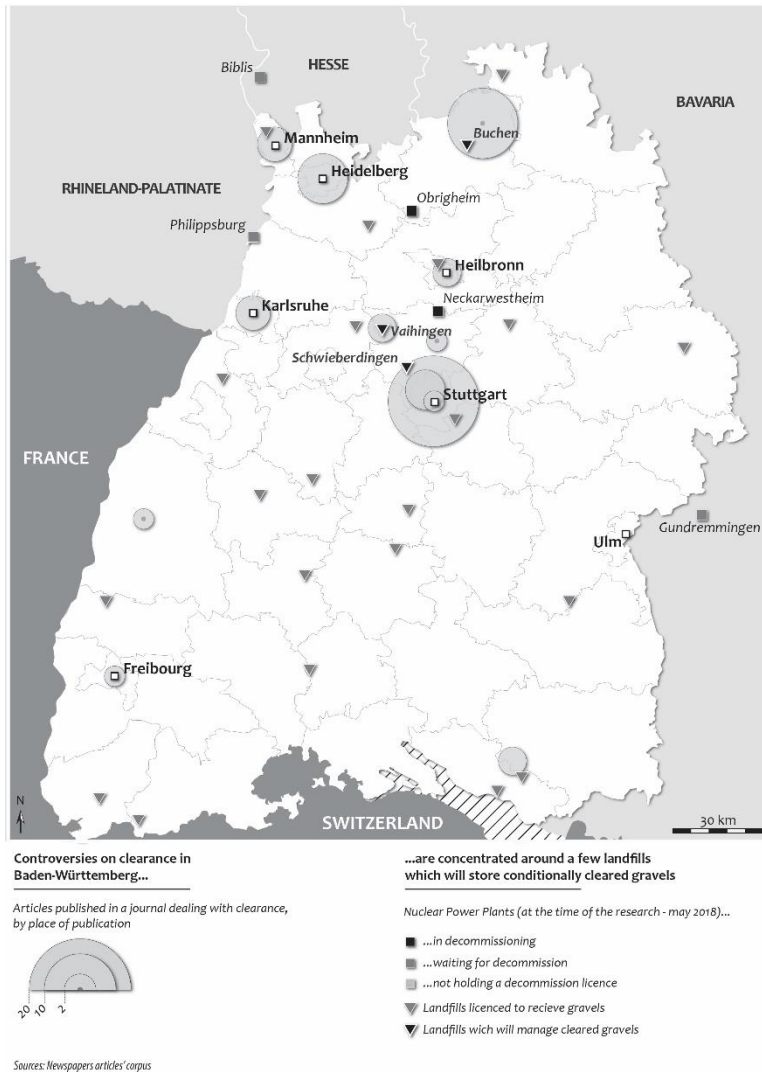 Biblis
HESSE
BAVARIA
Buchen
Mannheim
Heidelberg
RHINELAND-PALATINATE
Obrigheim
Philippsburg
Heilbronn
Neckarwestheim
Karlsruhe
Vaihingen
Schwieberdingen
Stuttgart
FRANCE
Gundremmingen
Ulm
Freibourg
N
SWITZERLAND
30 km
Controversies on clearance in
Baden-Württemberg...
Articles published in a journal dealing with clearance,
by place of publication
20 10 2
Sources: Newspapers articles' corpus
...are concentrated around a few landfills
which will store conditionally cleared gravels
Nuclear Power Plants (at the time of the research - may 2018)...
...in decommissioning
...waiting for decommission
...not holding a decommission licence
Landfills licenced to recieve gravels
Landfills wich will manage cleared gravels